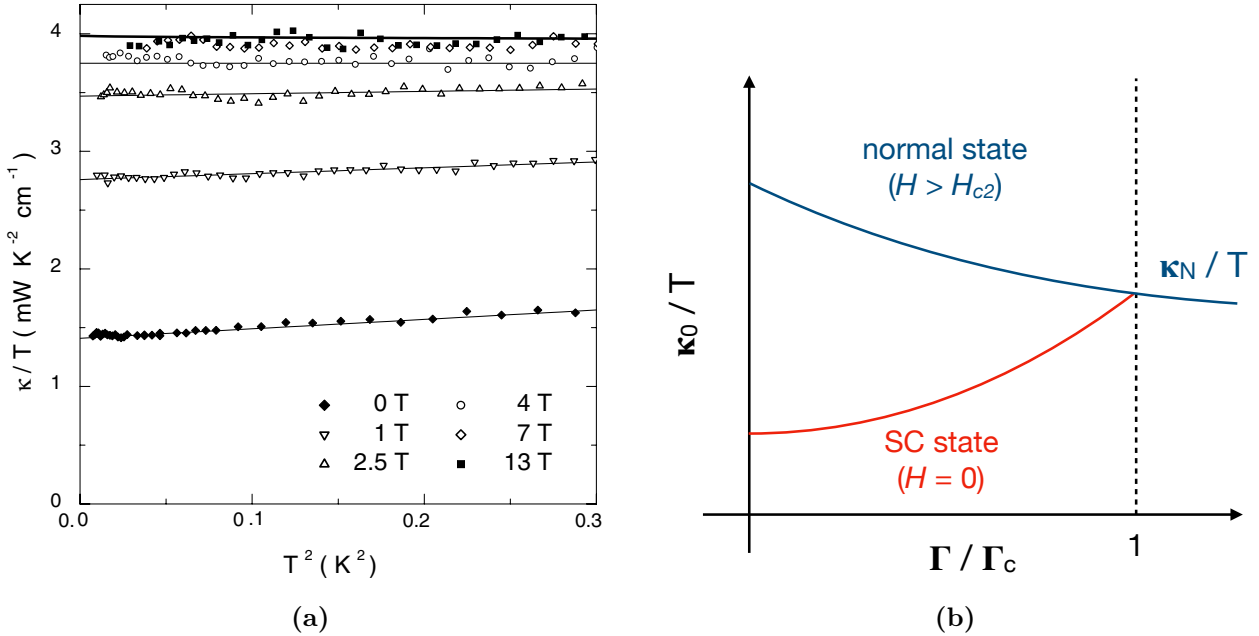 4
3
2
1
0
0.0
0.1
0.2
0.3
κ / T ( mW K⁻² cm⁻¹ )
T ² ( K² )
0 T
1 T
2.5 T
4 T
7 T
13 T
(a)
normal state
(H > Hc2)
κN / T
κ0 / T
SC state
(H = 0)
1
Γ / Γc
(b)